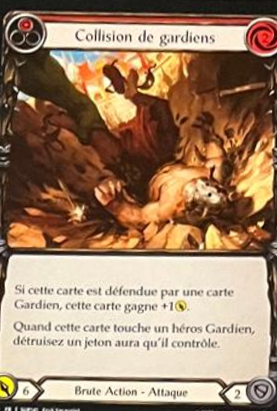 Collision de gardiens
Si cette carte est défendue par une carte
Gardien, cette carte gagne +1.
Quand cette carte touche un héros Gardien,
détruisez un jeton aura qu'il contrôle.
6 Brute Action - Attaque 2